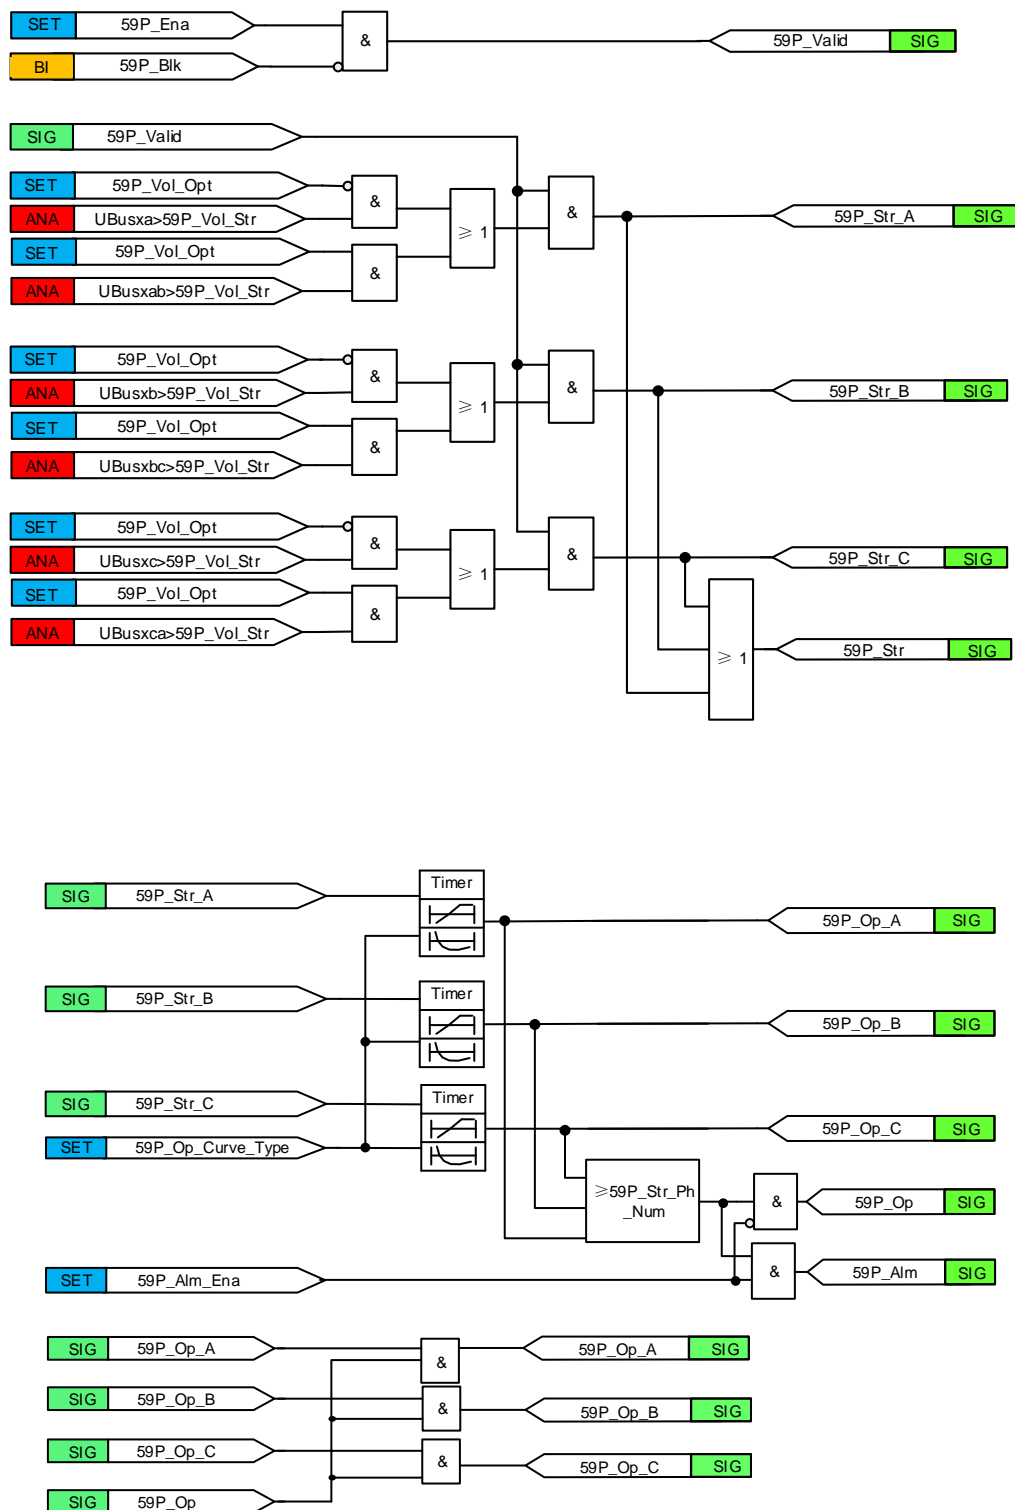 SET 59P_Ena
&
59P_Valid SIG
BI 59P_Blk
SIG 59P_Valid
SET 59P_Vol_Opt
&
ANA UBusxa>59P_Vol_Str
≥ 1
&
59P_Str_A SIG
SET 59P_Vol_Opt
&
ANA UBusxab>59P_Vol_Str
SET 59P_Vol_Opt
&
ANA UBusxb>59P_Vol_Str
≥ 1
&
59P_Str_B SIG
SET 59P_Vol_Opt
&
ANA UBusxbc>59P_Vol_Str
SET 59P_Vol_Opt
&
ANA UBusxc>59P_Vol_Str
≥ 1
&
59P_Str_C SIG
SET 59P_Vol_Opt
&
ANA UBusxca>59P_Vol_Str
≥ 1
59P_Str SIG
SIG 59P_Str_A
Timer
59P_Op_A SIG
SIG 59P_Str_B
Timer
59P_Op_B SIG
SIG 59P_Str_C
Timer
59P_Op_C SIG
SET 59P_Op_Curve_Type
≥59P_Str_Ph
_Num
&
59P_Op SIG
SET 59P_Alm_Ena
&
59P_Alm SIG
SIG 59P_Op_A
&
59P_Op_A SIG
SIG 59P_Op_B
&
59P_Op_B SIG
SIG 59P_Op_C
&
59P_Op_C SIG
SIG 59P_Op